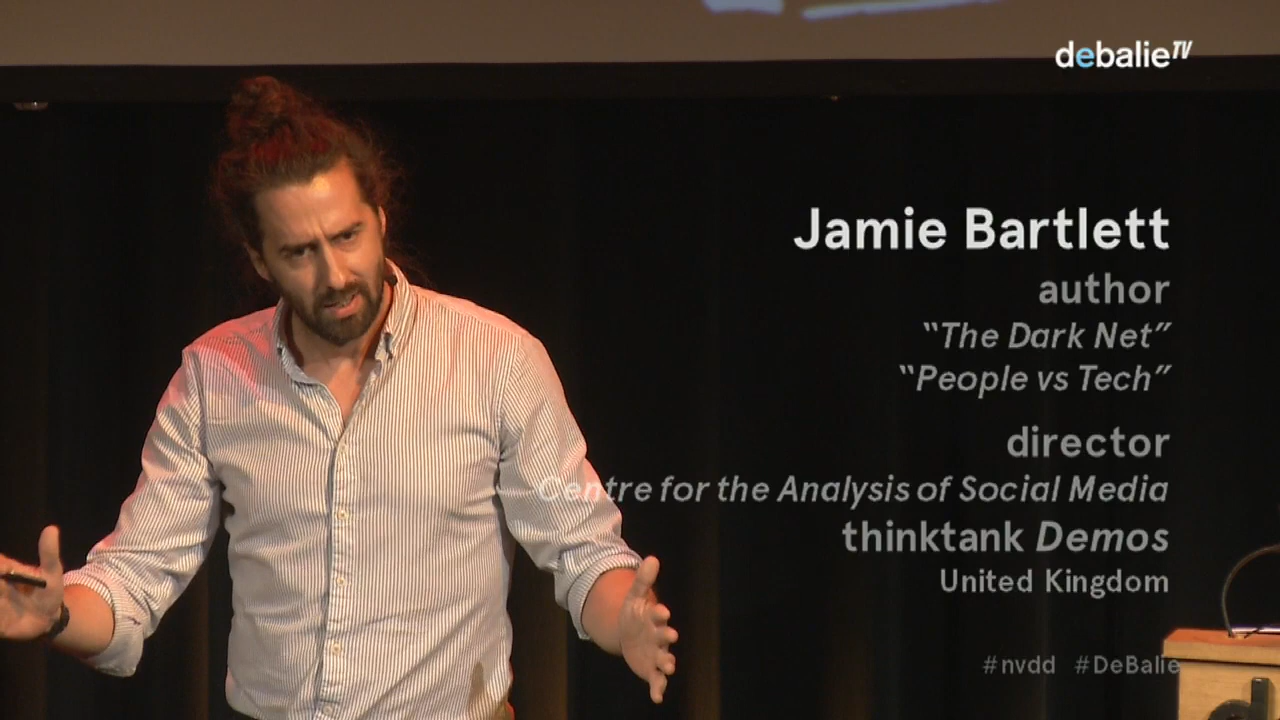 debalieTV
Jamie Bartlett
author
"The Dark Net"
"People vs Tech"
director
Centre for the Analysis of Social Media
thinktank Demos
United Kingdom
#nvdd #DeBalie